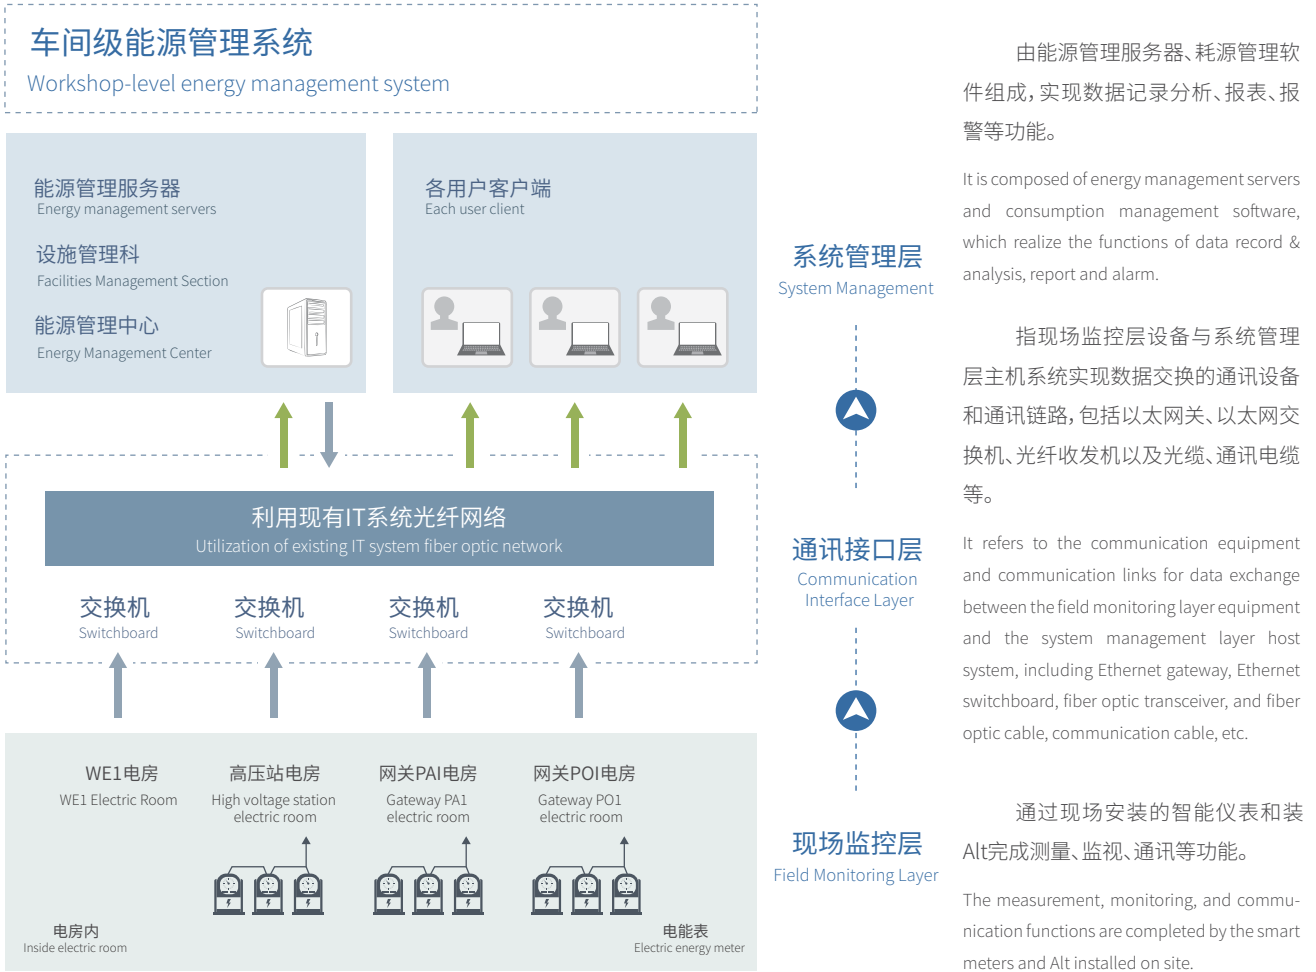 车间级能源管理系统
Workshop-level energy management system
能源管理服务器
Energy management servers
设施管理科
Facilities Management Section
能源管理中心
Energy Management Center
各用户客户端
Each user client
利用现有IT系统光纤网络
Utilization of existing IT system fiber optic network
交换机
Switchboard
交换机
Switchboard
交换机
Switchboard
交换机
Switchboard
WE1电房
WE1 Electric Room
高压站电房
High voltage station
electric room
网关PAI电房
Gateway PA1
electric room
网关POI电房
Gateway PO1
electric room
电房内
Inside electric room
电能表
Electric energy meter
系统管理层
System Management
通讯接口层
Communication
Interface Layer
现场监控层
Field Monitoring Layer
由能源管理服务器、耗源管理软
件组成，实现数据记录分析、报表、报
警等功能。
It is composed of energy management servers
and consumption management software,
which realize the functions of data record &
analysis, report and alarm.
指现场监控层设备与系统管理
层主机系统实现数据交换的通讯设备
和通讯链路，包括以太网关、以太网交
换机、光纤收发机以及光缆、通讯电缆
等。
It refers to the communication equipment
and communication links for data exchange
between the field monitoring layer equipment
and the system management layer host
system, including Ethernet gateway, Ethernet
switchboard, fiber optic transceiver, and fiber
optic cable, communication cable, etc.
通过现场安装的智能仪表和装
Alt完成测量、监视、通讯等功能。
The measurement, monitoring, and commu-
nication functions are completed by the smart
meters and Alt installed on site.